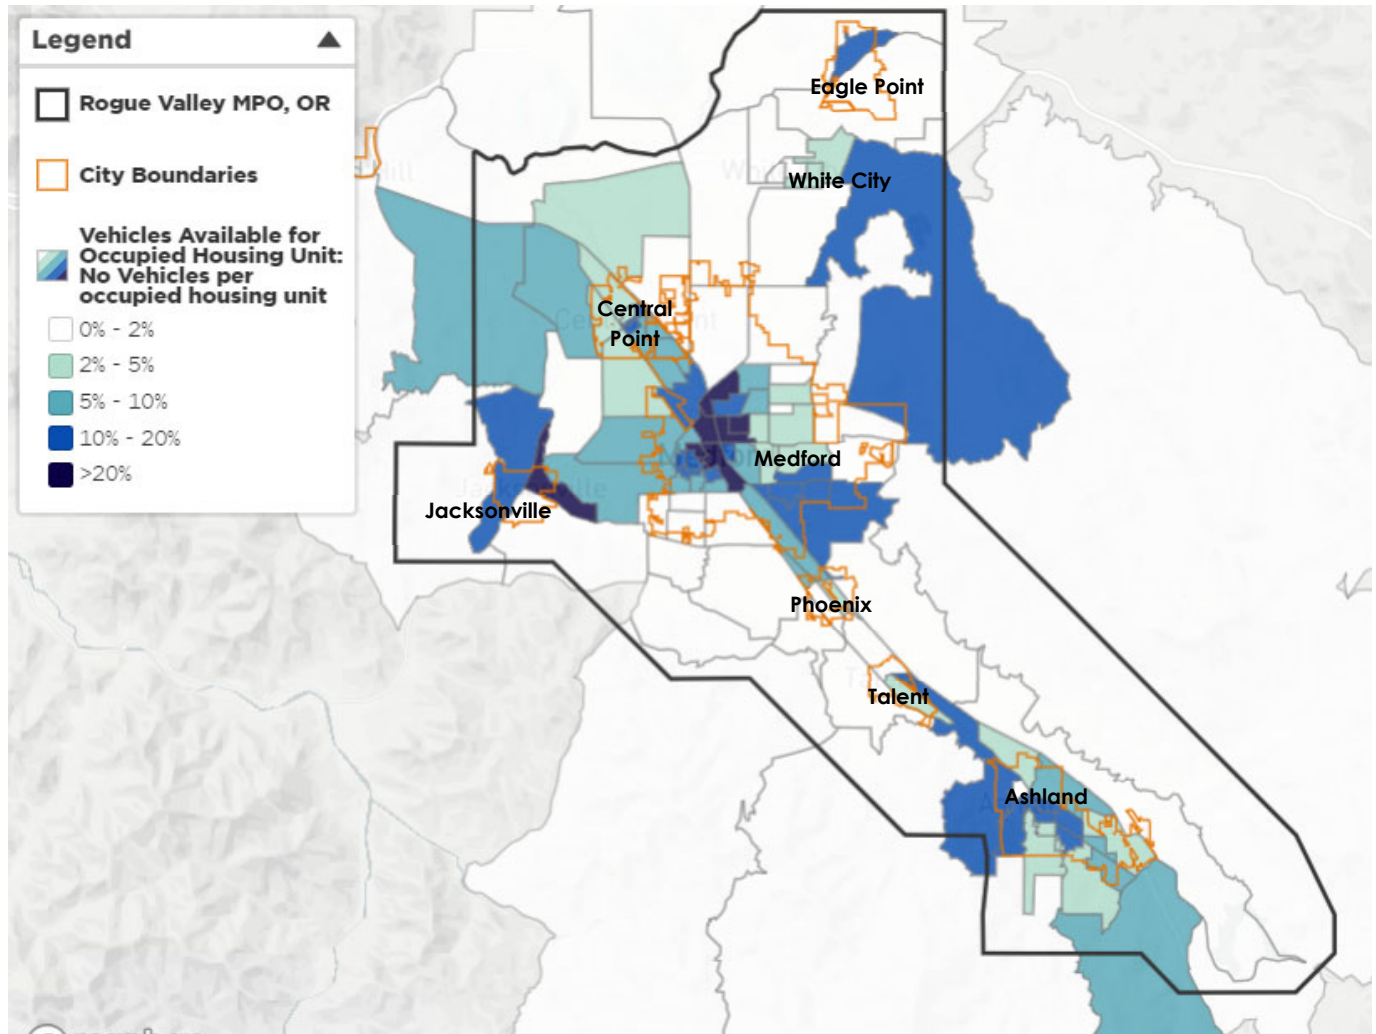 Legend
Rogue Valley MPO, OR
City Boundaries
Vehicles Available for
Occupied Housing Unit:
No Vehicles per
occupied housing unit
0% - 2%
2% - 5%
5% - 10%
10% - 20%
>20%
Eagle Point
White City
Central
Point
Medford
Jacksonville
Phoenix
Talent
Ashland